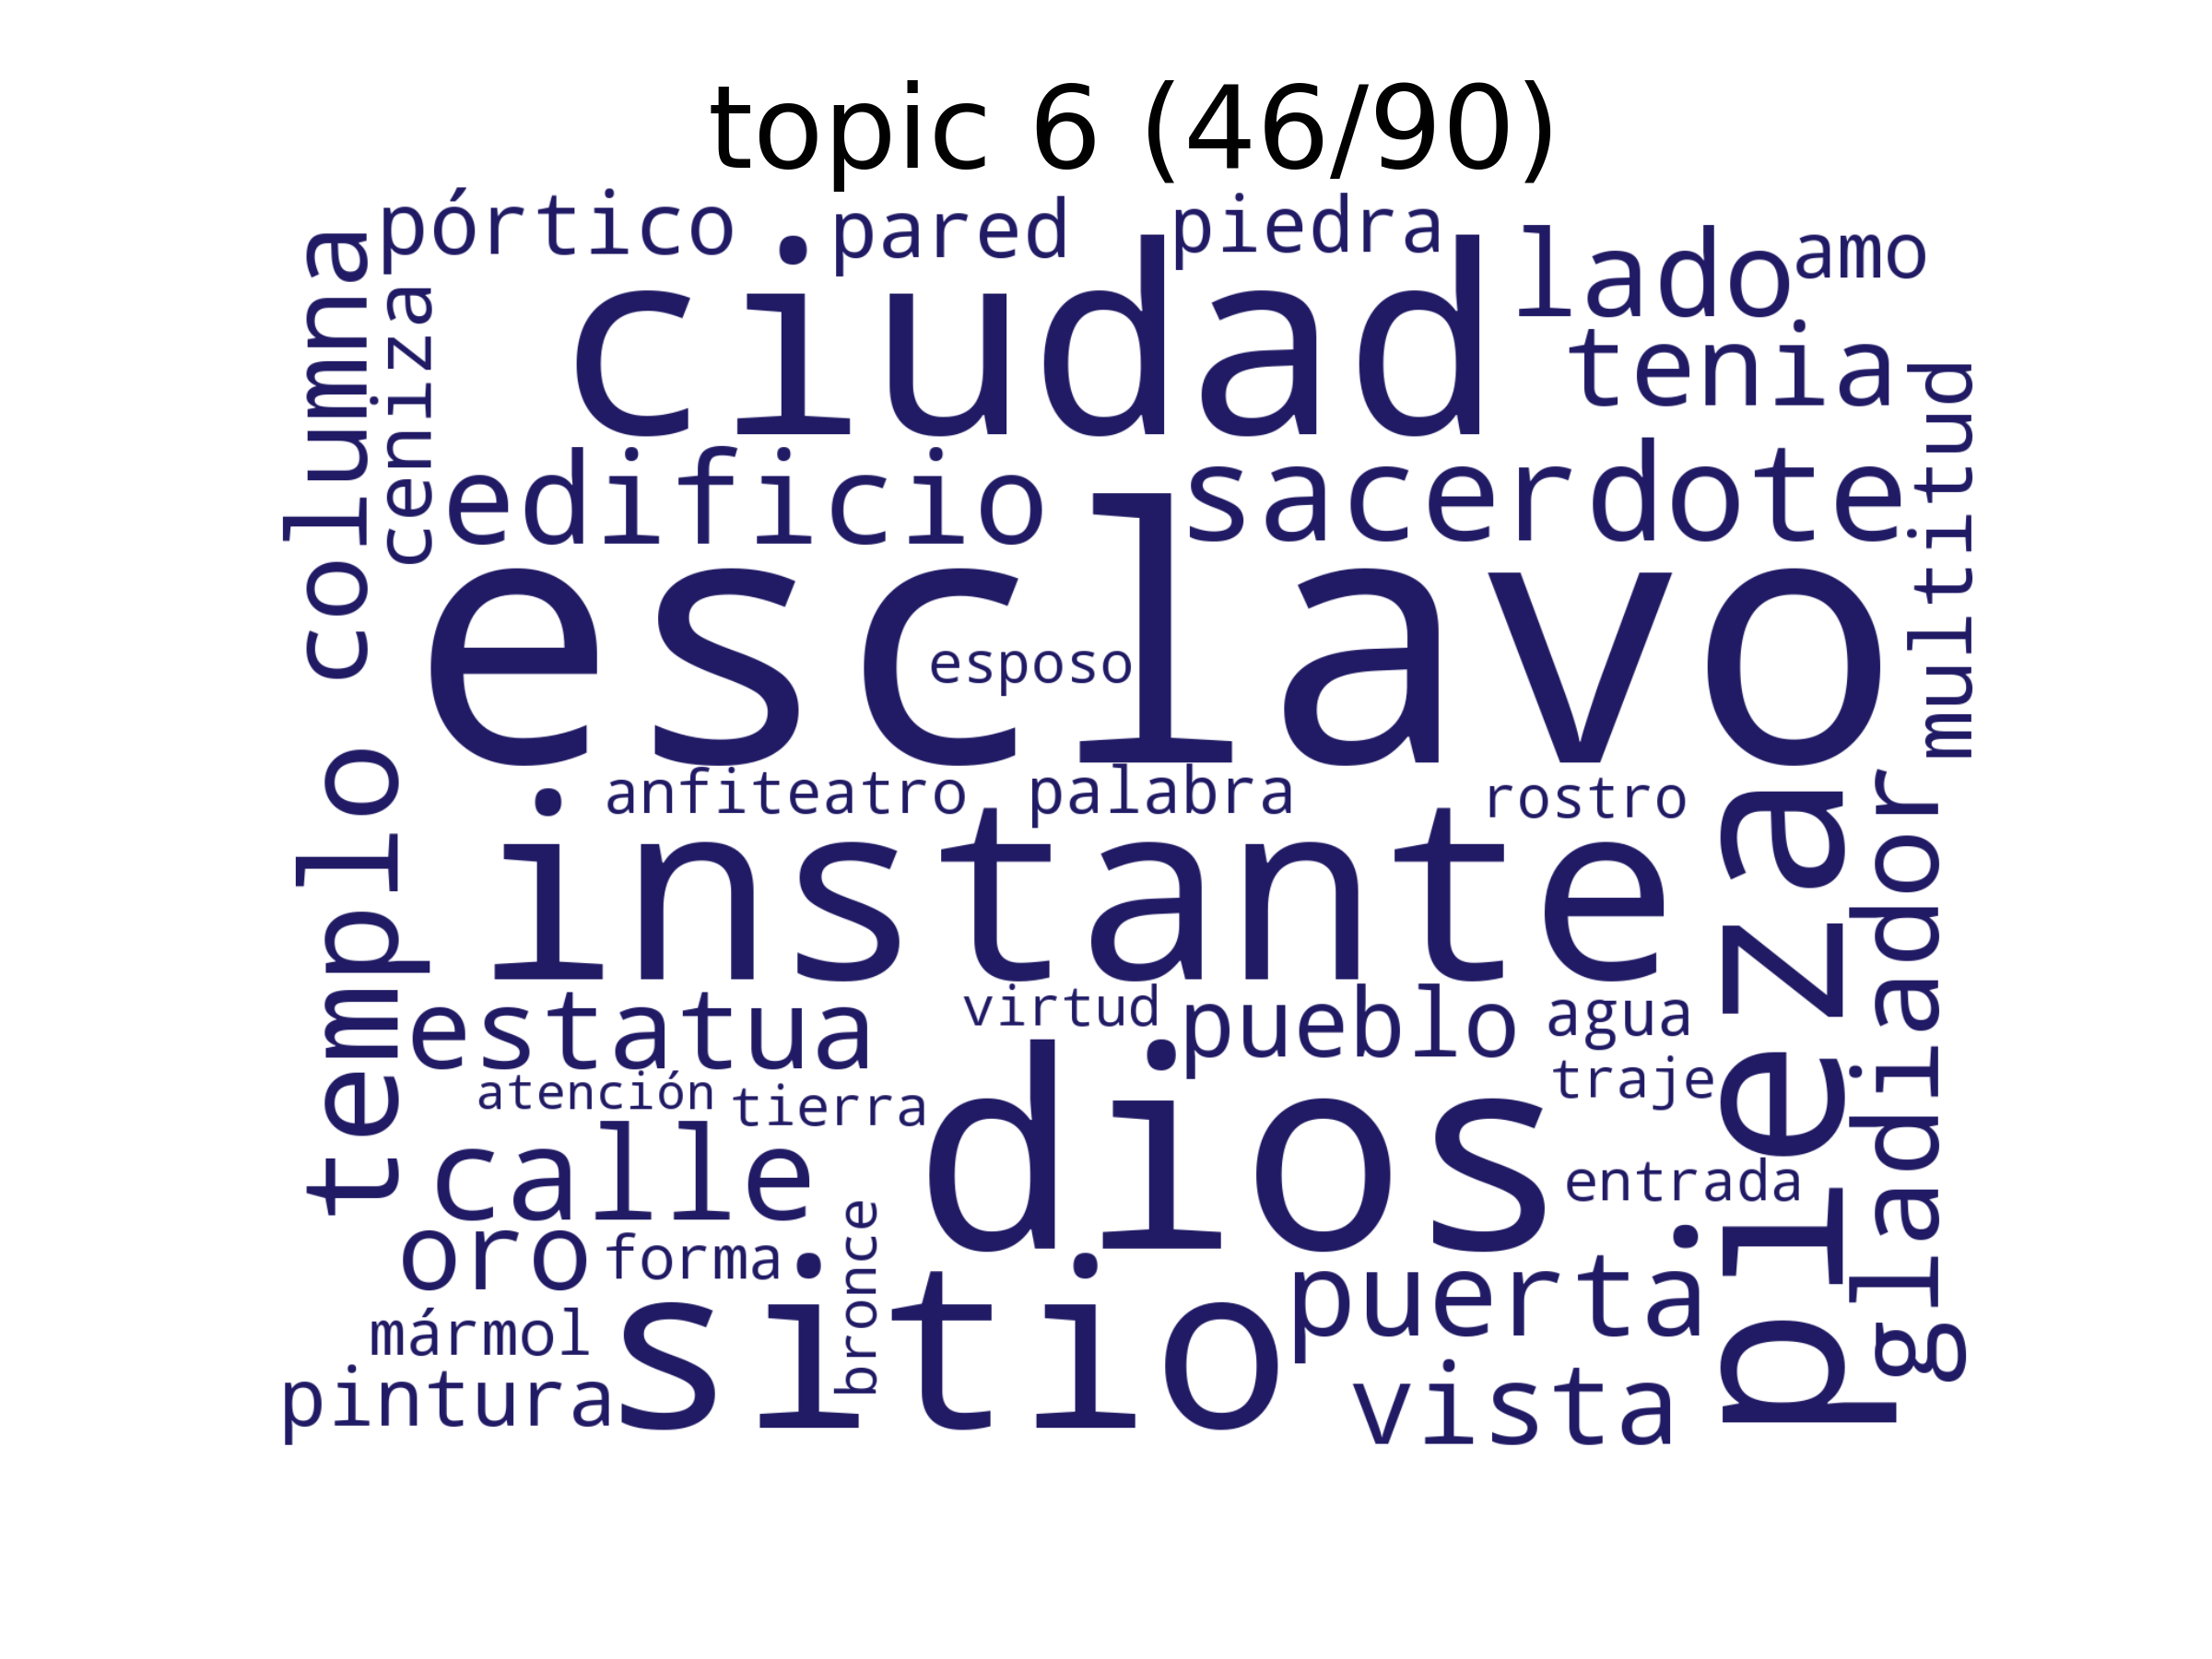 topic 6 (46/90)
pórtico
pared
piedra
lado
amo
columna
ceniza
ciudad
tenia
multitud
edificio
sacerdote
esclavo
esposo
anfiteatro
palabra
rostro
templo
instante
plaza
gladiador
estatua
virtud
pueblo
agua
atención
tierra
traje
calle
dios
entrada
oro
forma
bronce
sitio
puerta
mármol
pintura
vista